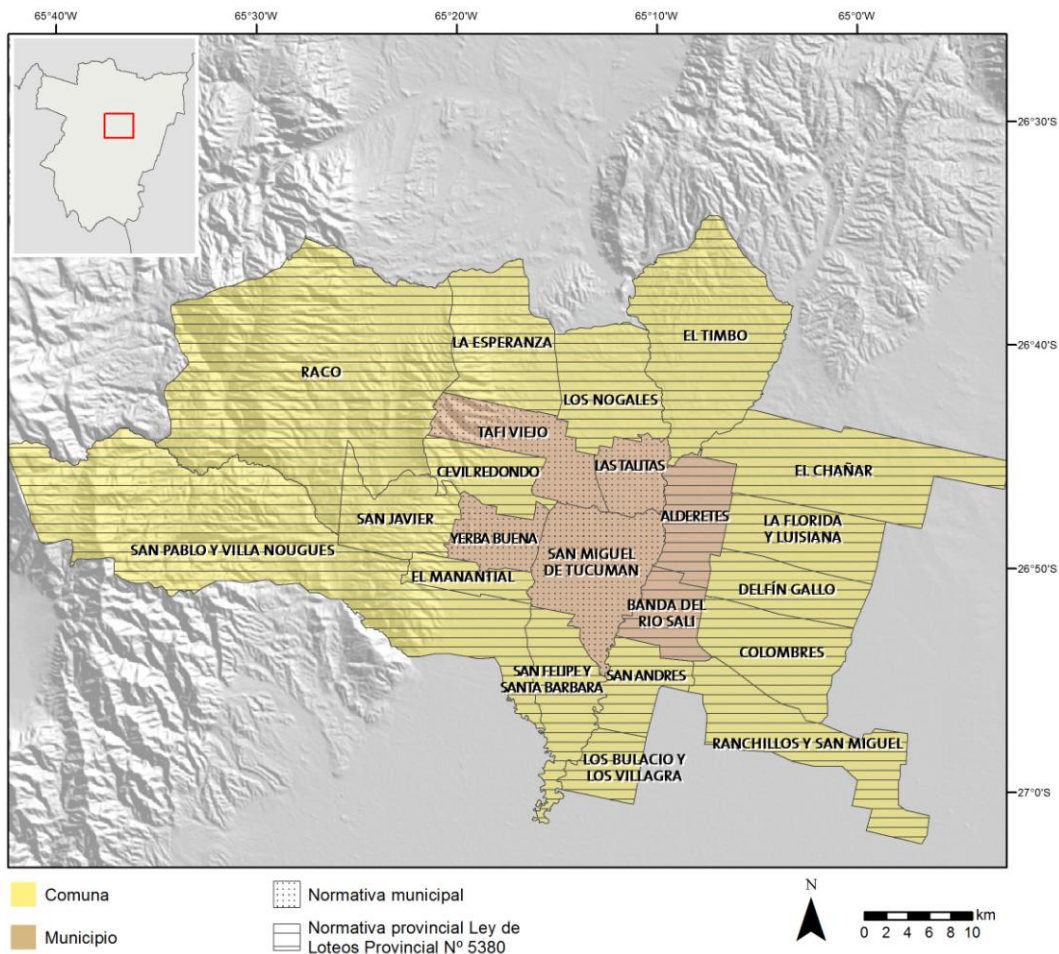 65°40'O
65°30'O
65°20'O
65°10'O
65°0'O
26°30'S
26°40'S
26°50'S
27°0'S
EL TIMBO
LA ESPERANZA
RACO
LOS NOGALES
TAFI VIEJO
LAS TALITAS
CEVIL REDONDO
EL CHAÑAR
SAN JAVIER
ALDERETES
LA FLORIDA
Y LUISIANA
YERBA BUENA
SAN PABLO Y VILLA NOUGUES
SAN MIGUEL
DE TUCUMAN
EL MANANTIAL
DELFÍN GALLO
BANDA DEL
RIO SALI
COLOMBRES
SAN FELIPE Y
SANTA BARBARA
SAN ANDRES
RANCHILLOS Y SAN MIGUEL
LOS BULACIO Y
LOS VILLAGRA
Comuna
Municipio
Normativa municipal
Normativa provincial Ley de
Loteos Provincial Nº 5380
N
km
0 2 4 6 8 10